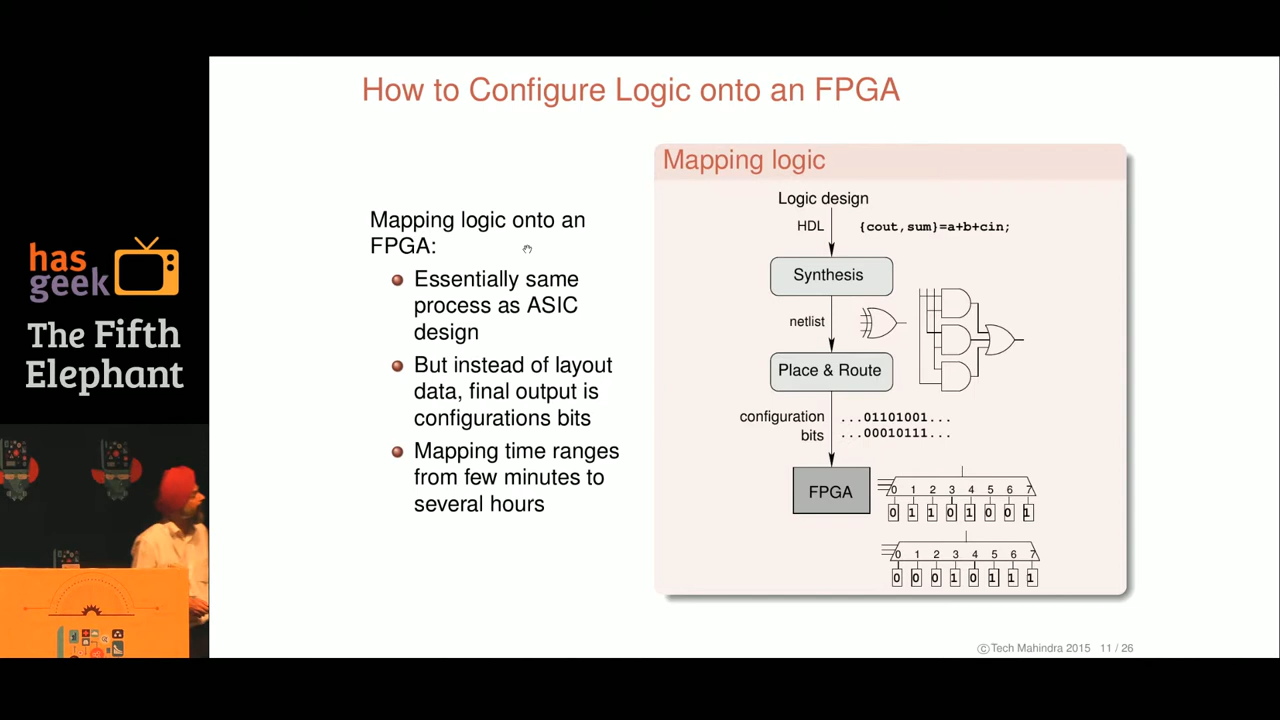 How to Configure Logic onto an FPGA
has
geek
The Fifth
Elephant
Mapping logic onto an
FPGA:
Essentially same
process as ASIC
design
But instead of layout
data, final output is
configurations bits
Mapping time ranges
from few minutes to
several hours
Mapping logic
Logic design
HDL
{cout,sum}=a+b+cin;
Synthesis
netlist
Place & Route
configuration
bits
...01101001...
...00010111...
FPGA
0 1 2 3 4 5 6 7
0 1 1 0 1 0 0 1
0 1 2 3 4 5 6 7
0 0 0 1 0 1 1 1
©Tech Mahindra 2015 11 / 26